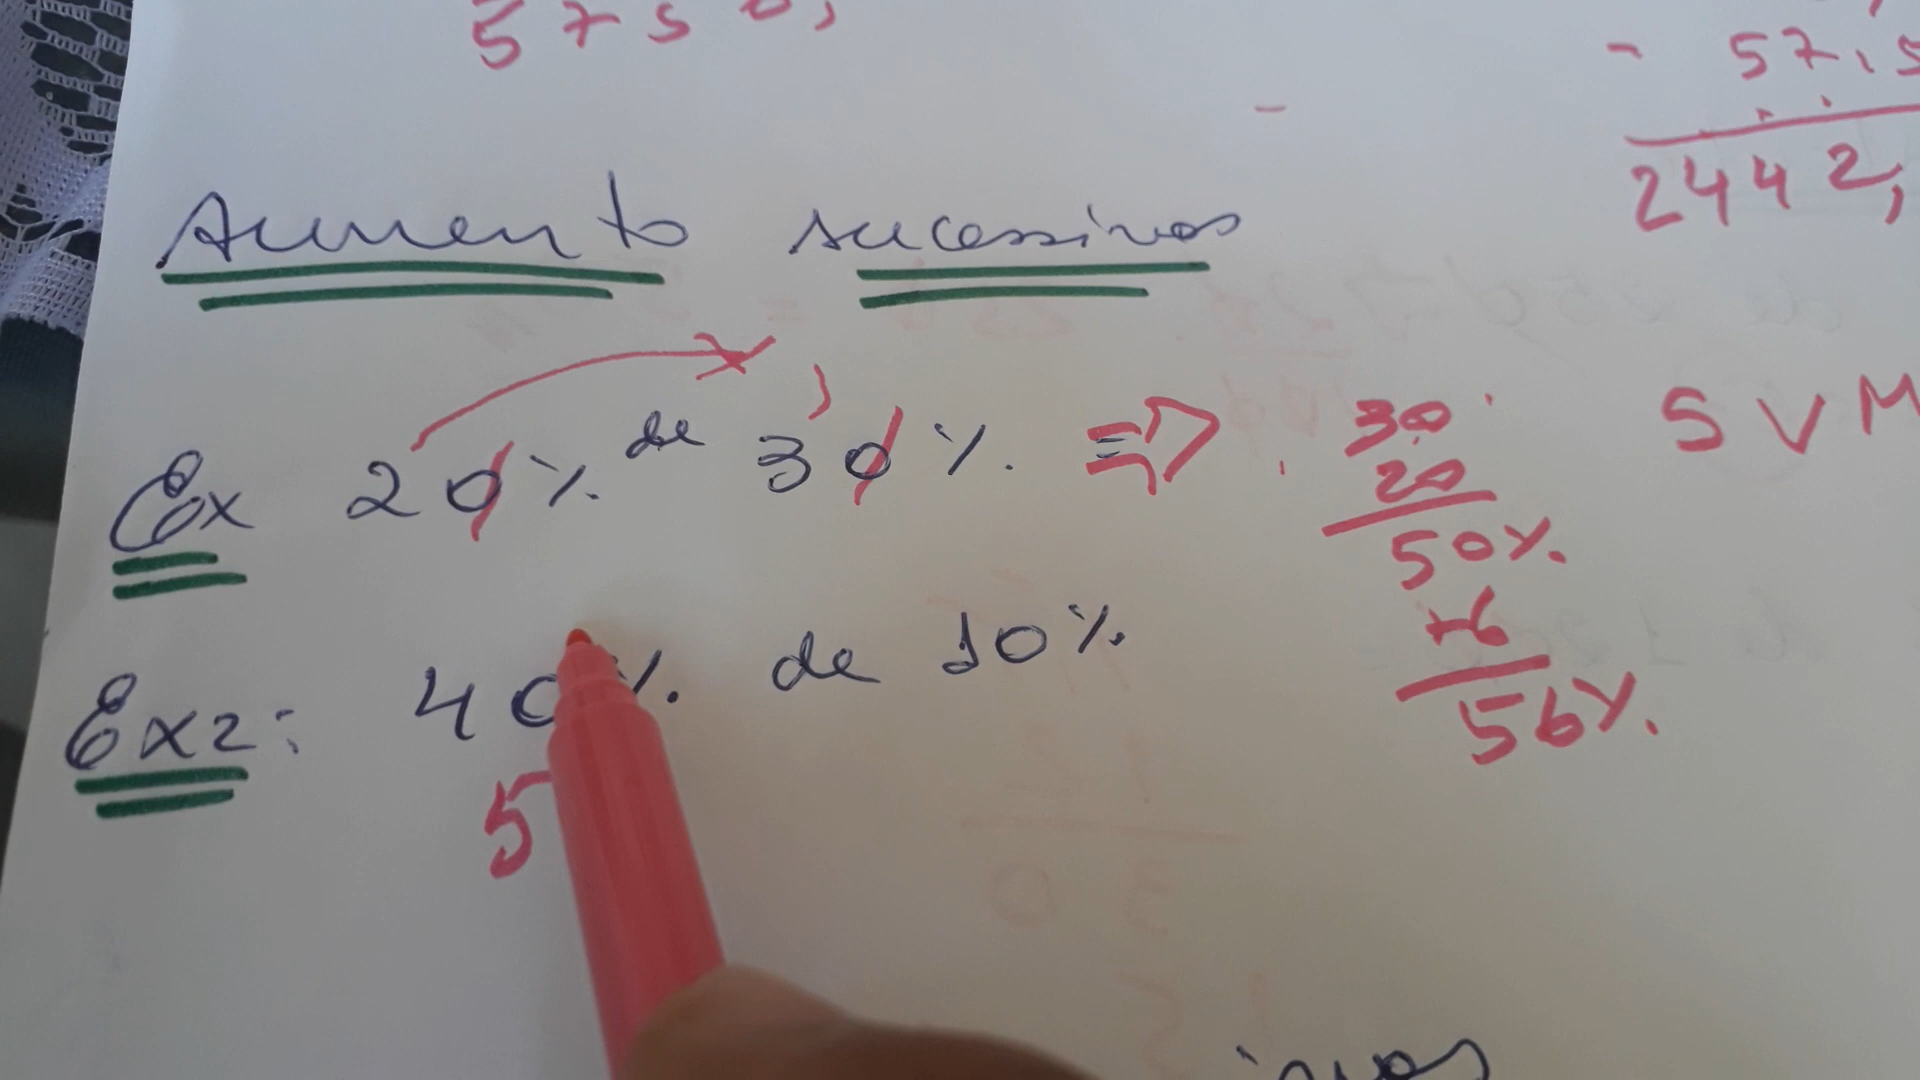 5750,
- 57,5
2442,
Aumento sucessivos
Ex 20% de 30% => 30 SVM
20
50%
+6
56%
Ex2: 40% de 10%
5